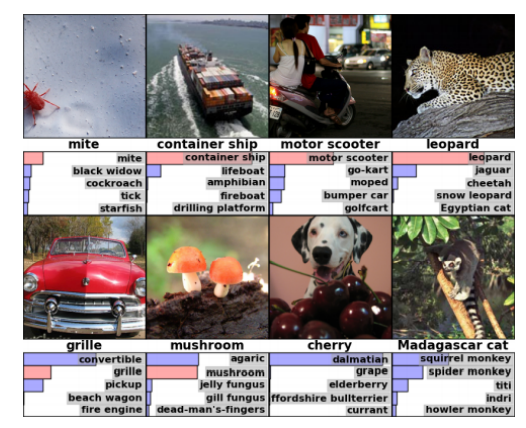 mite
mite
black widow
cockroach
tick
starfish
container ship
container ship
lifeboat
amphibian
fireboat
drilling platform
motor scooter
motor scooter
go-kart
moped
bumper car
golfcart
leopard
leopard
jaguar
cheetah
snow leopard
Egyptian cat
grille
convertible
grille
pickup
beach wagon
fire engine
mushroom
agaric
mushroom
jelly fungus
gill fungus
dead-man's-fingers
cherry
dalmatian
grape
elderberry
ffordshire bullterrier
currant
Madagascar cat
squirrel monkey
spider monkey
titi
indri
howler monkey